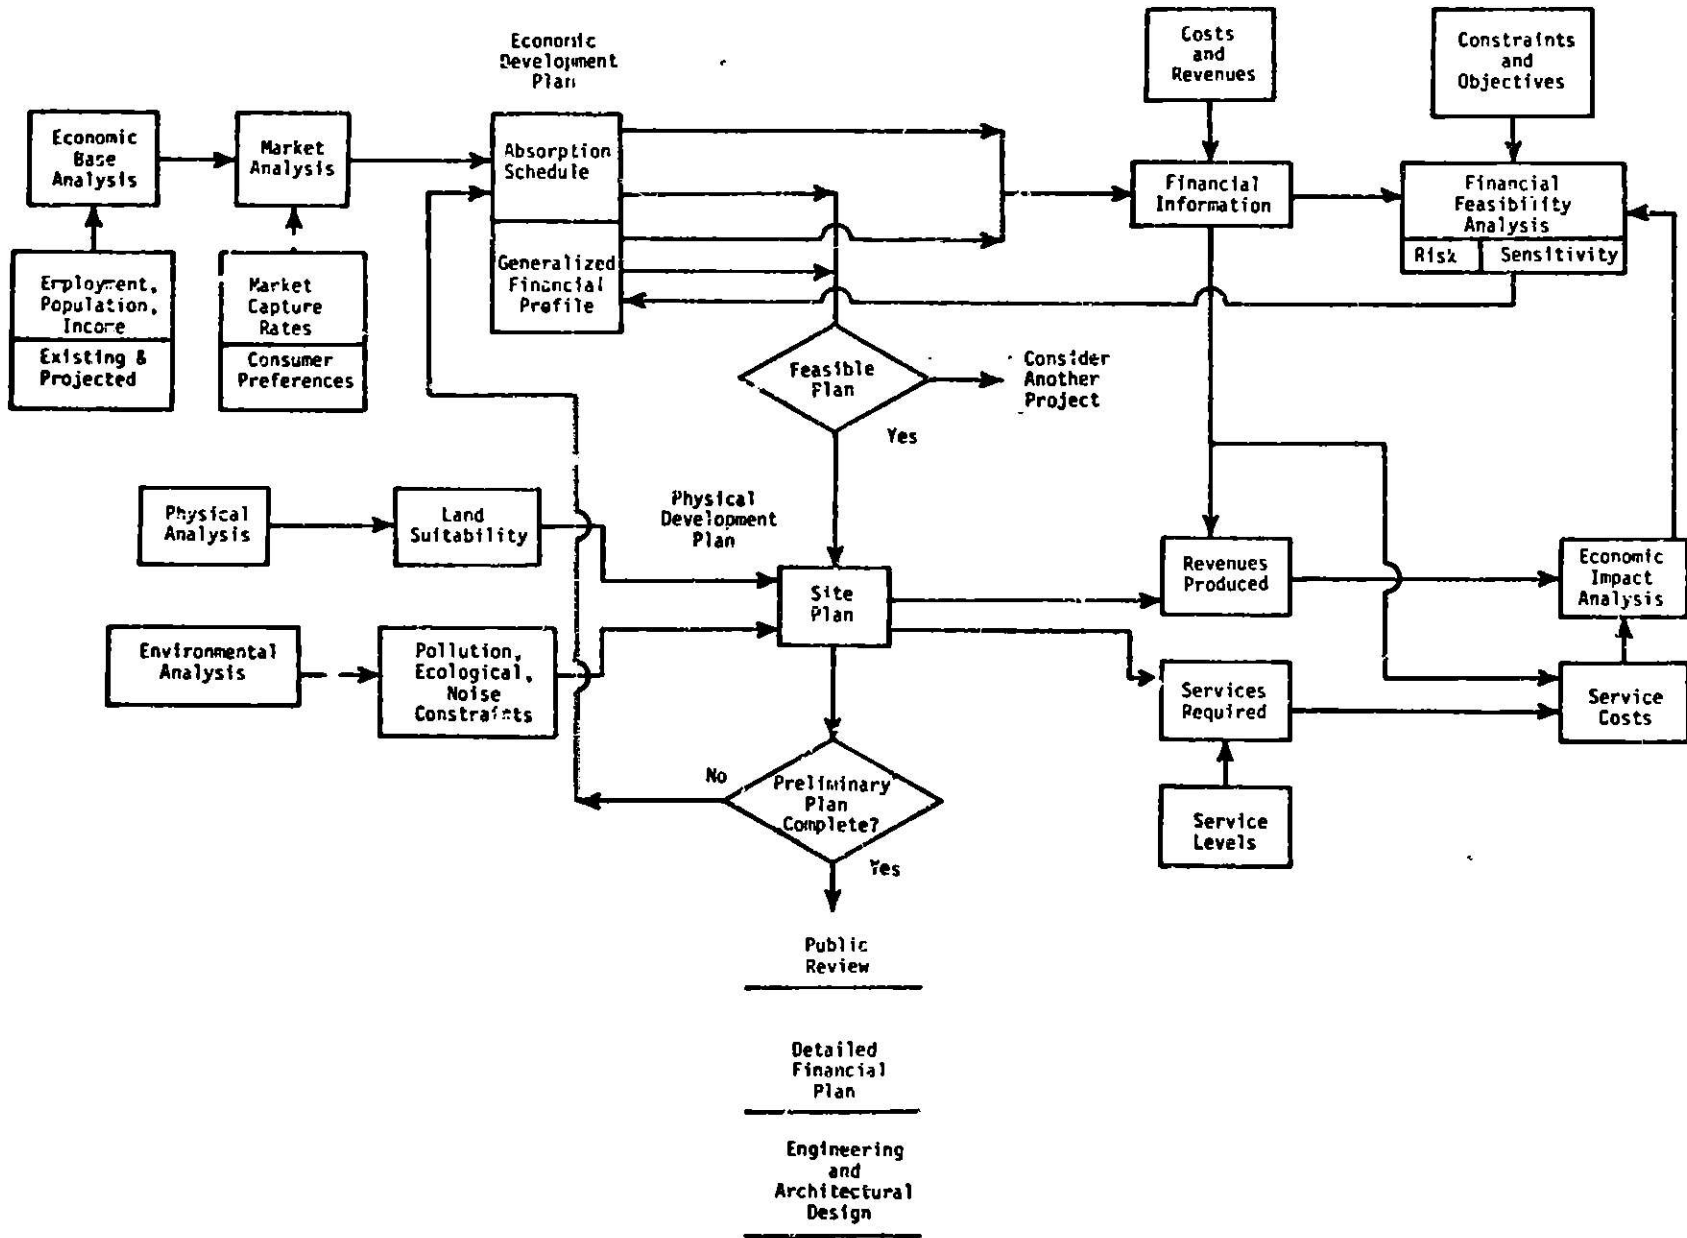 Economic
Development
Plan
Costs
and
Revenues
Constraints
and
Objectives
Economic
Base
Analysis
Market
Analysis
Absorption
Schedule
Financial
Information
Financial
Feasibility
Analysis
Risk
Sensitivity
Employment,
Population,
Income
Existing &
Projected
Market
Capture
Rates
Consumer
Preferences
Generalized
Financial
Profile
Feasible
Plan
Consider
Another
Project
Yes
Physical
Analysis
Land
Suitability
Physical
Development
Plan
Site
Plan
Revenues
Produced
Economic
Impact
Analysis
Environmental
Analysis
Pollution,
Ecological,
Noise
Constraints
Services
Required
Service
Costs
No
Preliminary
Plan
Complete?
Yes
Service
Levels
Public
Review
Detailed
Financial
Plan
Engineering
and
Architectural
Design